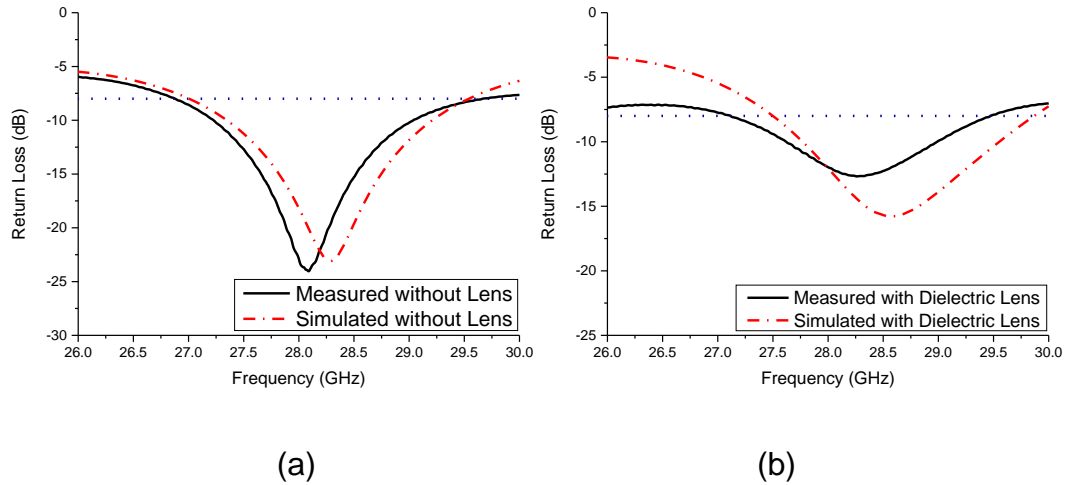 0
-5
-10
-15
-20
-25
-30
Return Loss (dB)
Measured without Lens
Simulated without Lens
26.0 26.5 27.0 27.5 28.0 28.5 29.0 29.5 30.0
Frequency (GHz)
(a)
0
-5
-10
-15
-20
-25
Return Loss (dB)
Measured with Dielectric Lens
Simulated with Dielectric Lens
26.0 26.5 27.0 27.5 28.0 28.5 29.0 29.5 30.0
Frequency (GHz)
(b)